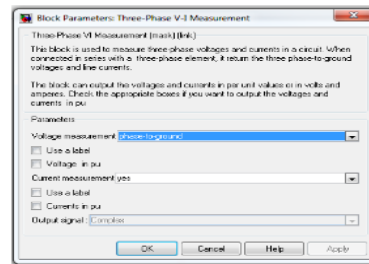 Block Parameters: Three-Phase V-I Measurement
Three-Phase VI Measurement (mask) (link)
This block is used to measure three-phase voltages and currents in a circuit. When
connected in series with a three-phase element, it return the three phase-to-ground
voltages and line currents.
The block can output the voltages and currents in per unit values or in volts and
amperes. Check the appropriate boxes if you want to output the voltages and
currents in pu
Parameters
Voltage measurement phase-to-ground
Use a label
Voltage in pu
Current measurement yes
Use a label
Currents in pu
Output signal: Complex
OK Cancel Help Apply